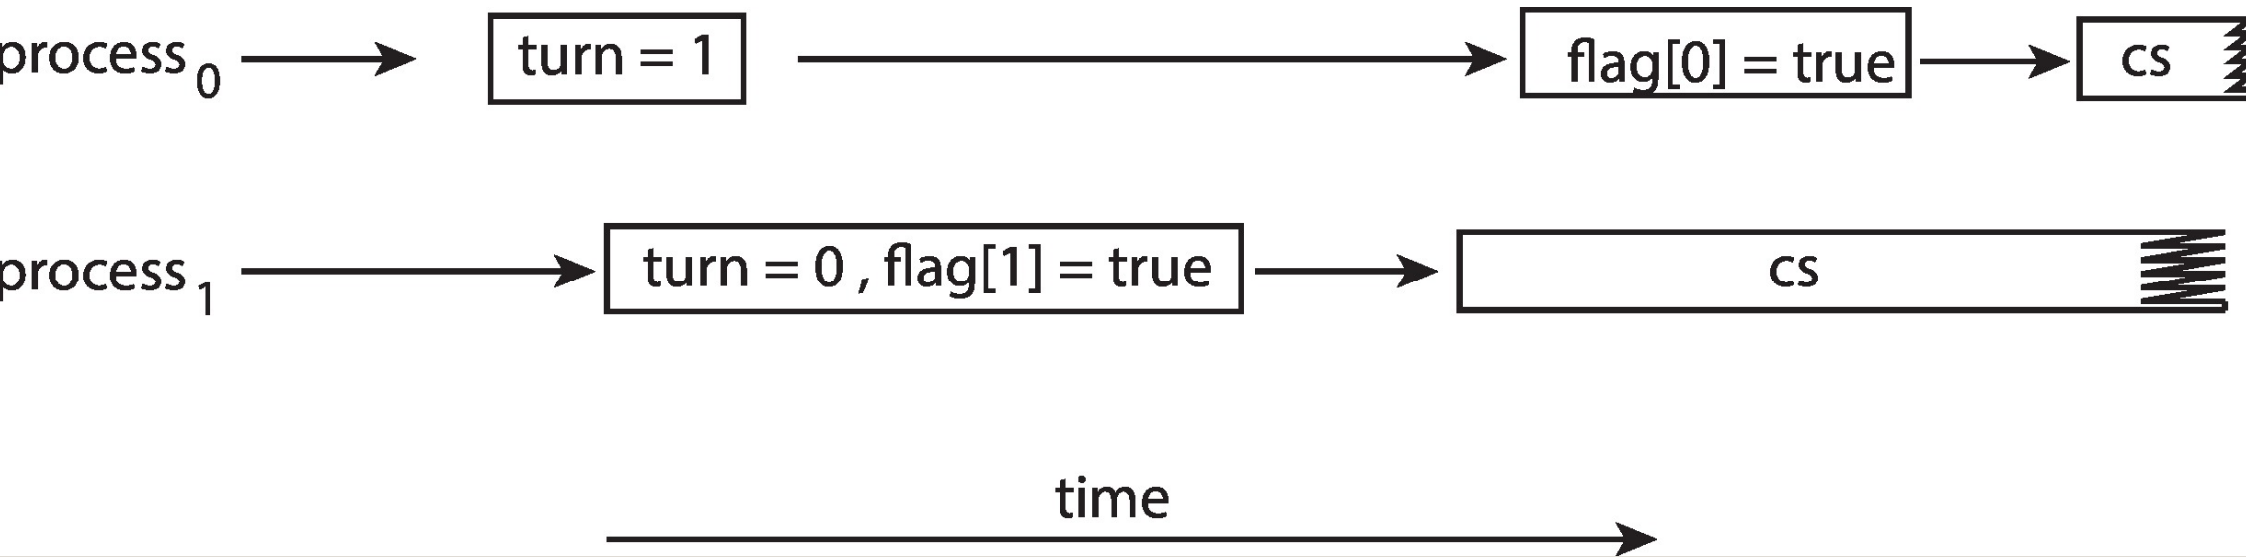 process 0 turn = 1 flag[0] = true cs
process 1 turn = 0 , flag[1] = true cs
time